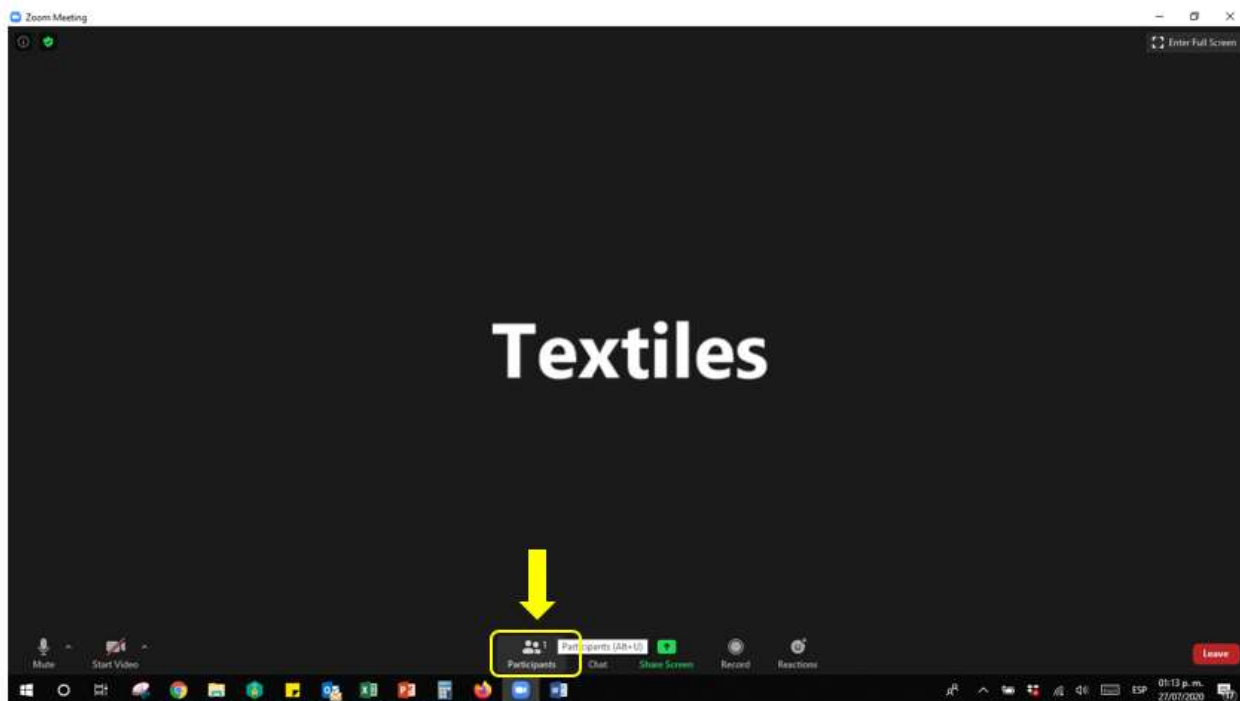 Zoom Meeting
Enter Full Screen
Textiles
1
Participants (Alt+U)
Mute
Start Video
Participants
Chat
Share Screen
Record
Reactions
Leave
ESP
01:13 p. m.
27/07/2020